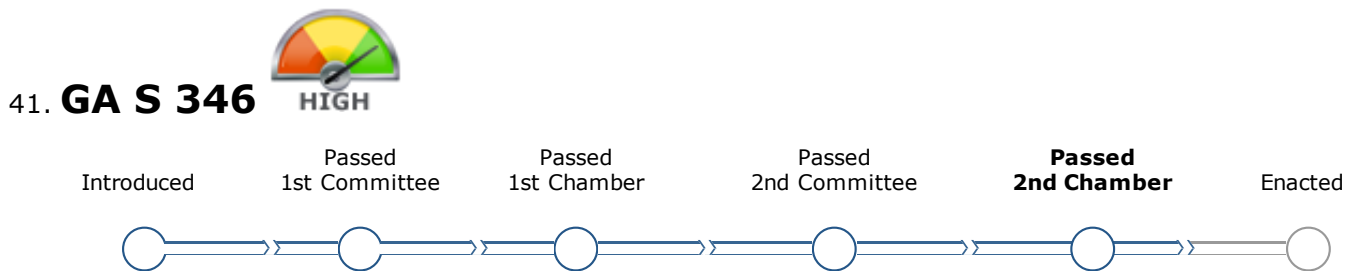 41. GA S 346
HIGH
Introduced
Passed
1st Committee
Passed
1st Chamber
Passed
2nd Committee
Passed
2nd Chamber
Enacted